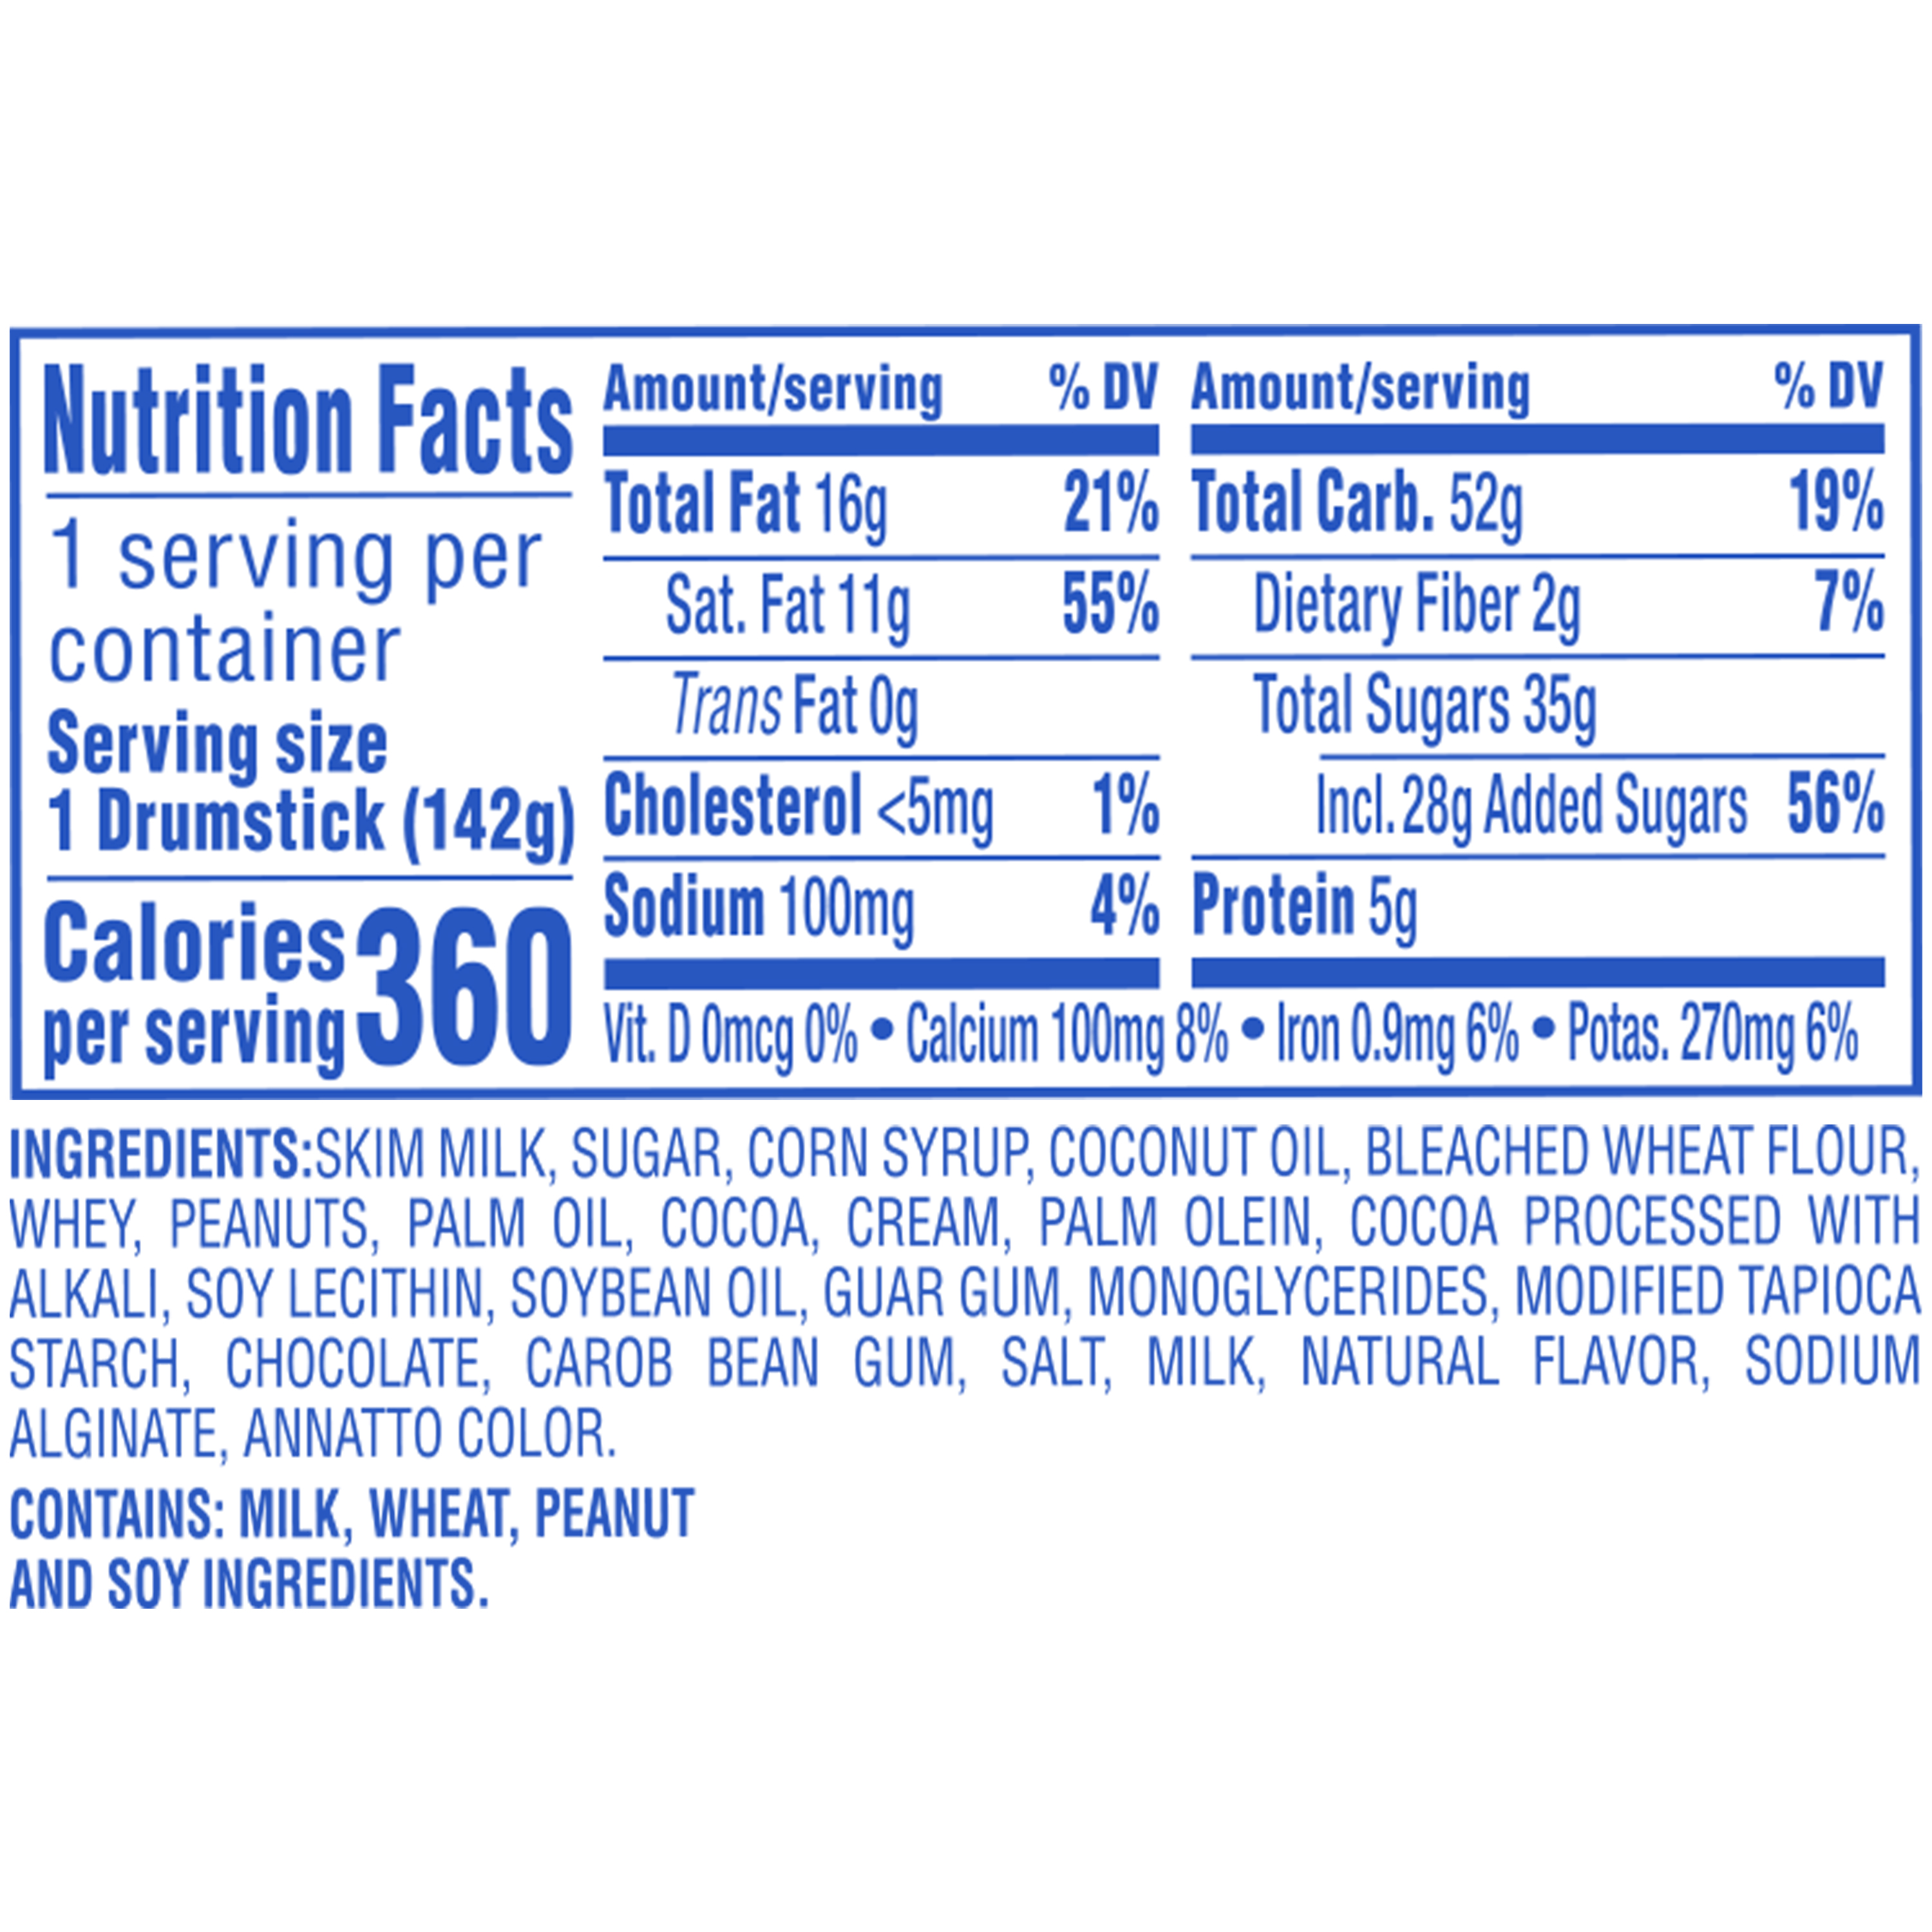 Nutrition Facts
1 serving per
container
Serving size
1 Drumstick (142g)
Calories
per serving 360
Amount/serving % DV
Total Fat 16g 21%
Sat. Fat 11g 55%
Trans Fat 0g
Cholesterol <5mg 1%
Sodium 100mg 4%
Amount/serving % DV
Total Carb. 52g 19%
Dietary Fiber 2g 7%
Total Sugars 35g
Incl. 28g Added Sugars 56%
Protein 5g
Vit. D 0mcg 0% • Calcium 100mg 8% • Iron 0.9mg 6% • Potas. 270mg 6%
INGREDIENTS:SKIM MILK, SUGAR, CORN SYRUP, COCONUT OIL, BLEACHED WHEAT FLOUR,
WHEY, PEANUTS, PALM OIL, COCOA, CREAM, PALM OLEIN, COCOA PROCESSED WITH
ALKALI, SOY LECITHIN, SOYBEAN OIL, GUAR GUM, MONOGLYCERIDES, MODIFIED TAPIOCA
STARCH, CHOCOLATE, CAROB BEAN GUM, SALT, MILK, NATURAL FLAVOR, SODIUM
ALGINATE, ANNATTO COLOR.
CONTAINS: MILK, WHEAT, PEANUT
AND SOY INGREDIENTS.